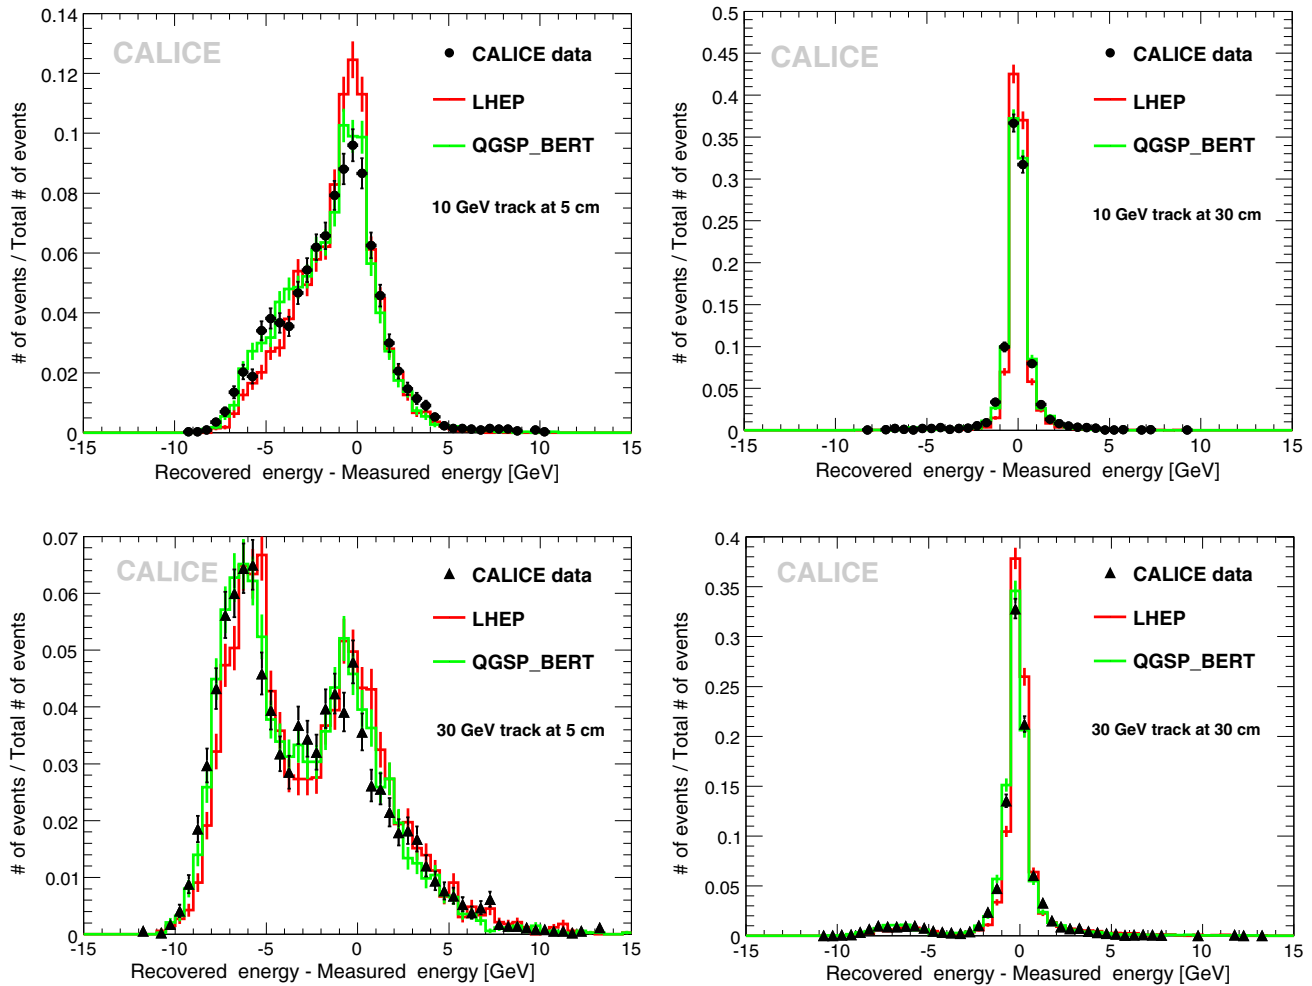 CALICE
CALICE data
LHEP
QGSP_BERT
10 GeV track at 5 cm
# of events / Total # of events
0.14
0.12
0.1
0.08
0.06
0.04
0.02
0
-15
-10
-5
0
5
10
15
Recovered energy - Measured energy [GeV]
CALICE
CALICE data
LHEP
QGSP_BERT
10 GeV track at 30 cm
# of events / Total # of events
0.5
0.45
0.4
0.35
0.3
0.25
0.2
0.15
0.1
0.05
0
-15
-10
-5
0
5
10
15
Recovered energy - Measured energy [GeV]
CALICE
CALICE data
LHEP
QGSP_BERT
30 GeV track at 5 cm
# of events / Total # of events
0.07
0.06
0.05
0.04
0.03
0.02
0.01
0
-15
-10
-5
0
5
10
15
Recovered energy - Measured energy [GeV]
CALICE
CALICE data
LHEP
QGSP_BERT
30 GeV track at 30 cm
# of events / Total # of events
0.4
0.35
0.3
0.25
0.2
0.15
0.1
0.05
0
-15
-10
-5
0
5
10
15
Recovered energy - Measured energy [GeV]